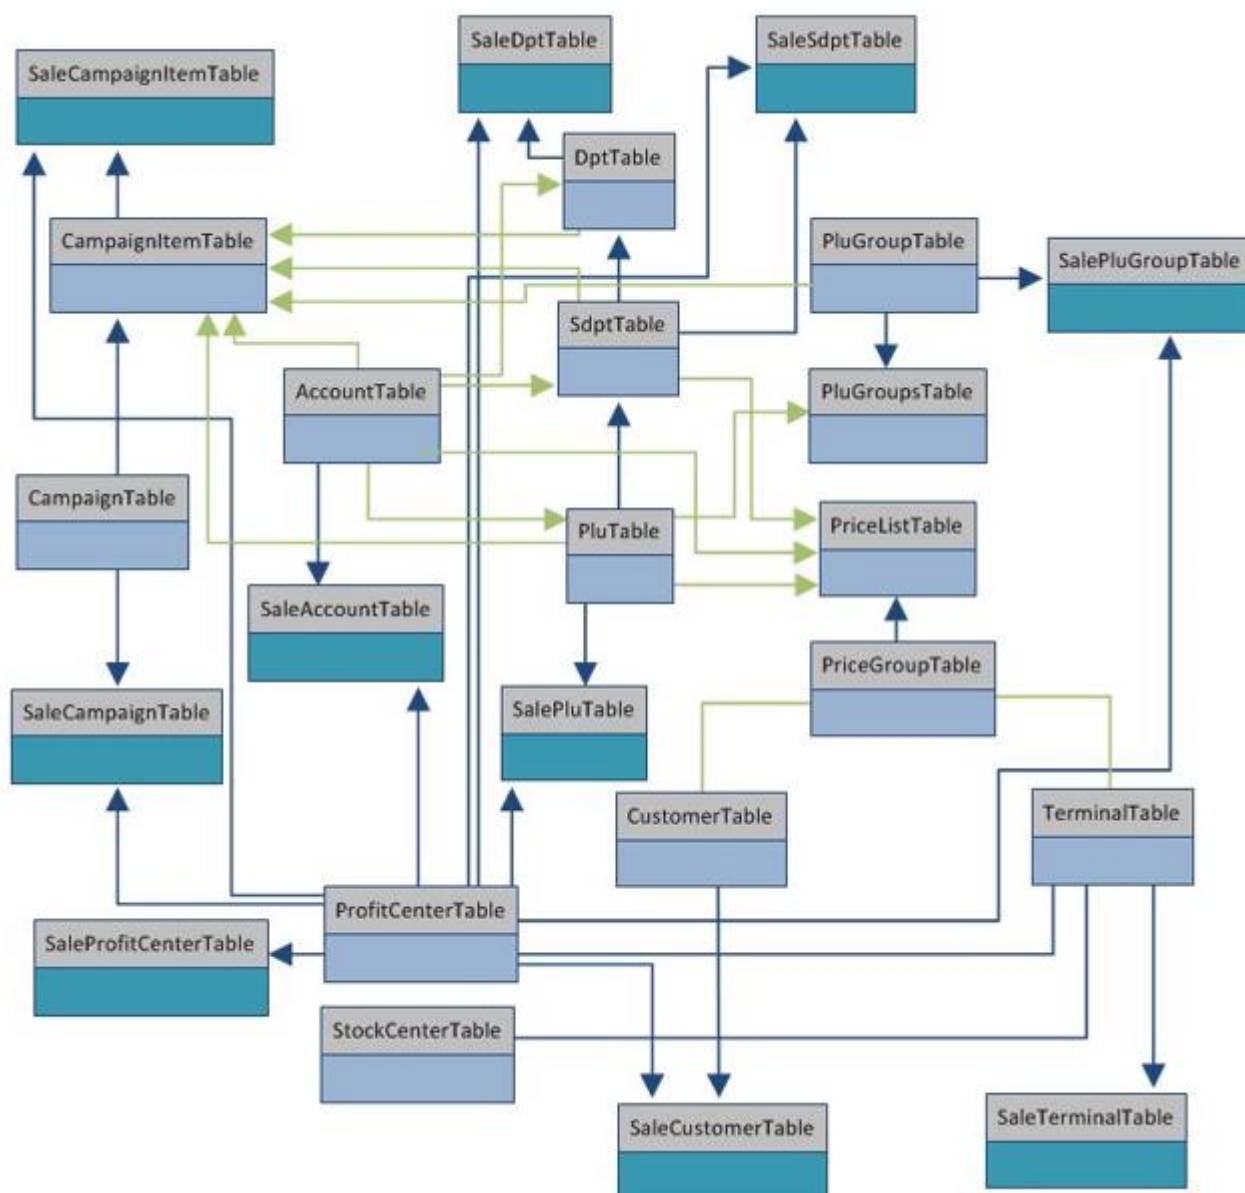 SaleDptTable
SaleSdptTable
SaleCampaignItemTable
DptTable
CampaignItemTable
PluGroupTable
SalePluGroupTable
SdptTable
AccountTable
PluGroupsTable
CampaignTable
PluTable
PriceListTable
SaleAccountTable
PriceGroupTable
SaleCampaignTable
SalePluTable
CustomerTable
TerminalTable
ProfitCenterTable
SaleProfitCenterTable
StockCenterTable
SaleCustomerTable
SaleTerminalTable